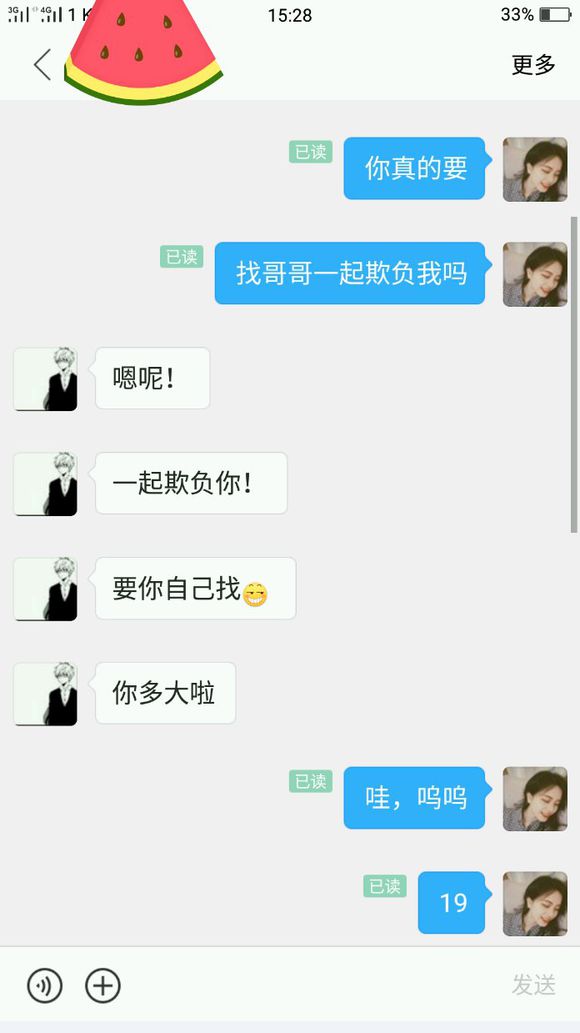 3G 4G 1 K 15:28 33%
更多
已读 你真的要
已读 找哥哥一起欺负我吗
嗯呢！
一起欺负你！
要你自己找
你多大啦
已读 哇，呜呜
已读 19
发送